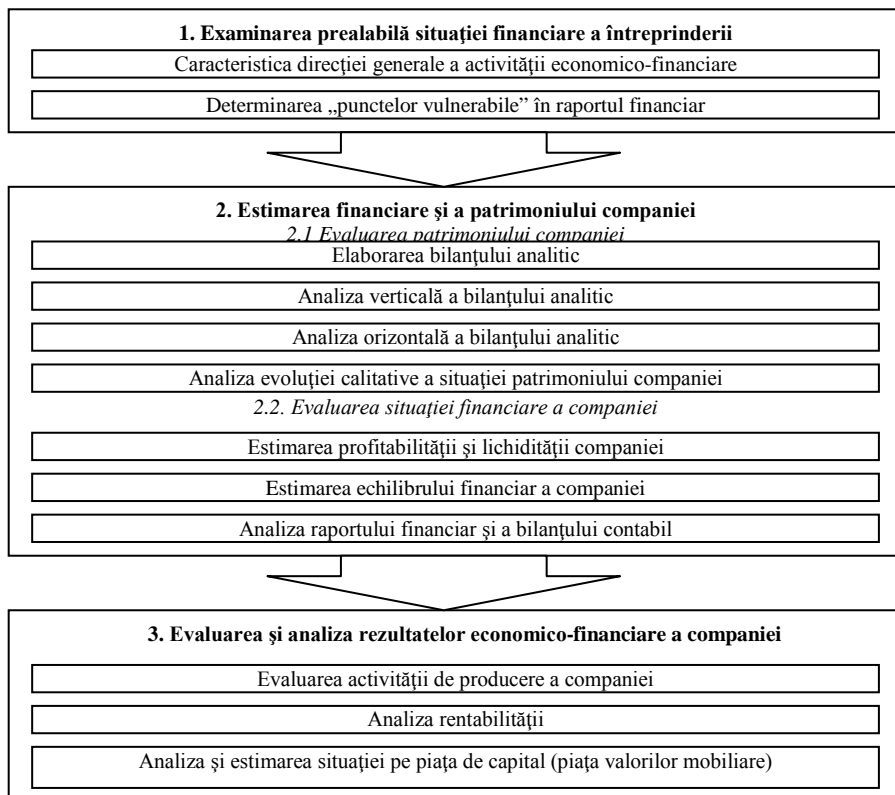 1. Examinarea prealabilă situaţiei financiare a întreprinderii
Caracteristica direcţiei generale a activităţii economico-financiare
Determinarea „punctelor vulnerabile” în raportul financiar
2. Estimarea financiare şi a patrimoniului companiei
2.1 Evaluarea patrimoniului companiei
Elaborarea bilanţului analitic
Analiza verticală a bilanţului analitic
Analiza orizontală a bilanţului analitic
Analiza evoluţiei calitative a situaţiei patrimoniului companiei
2.2. Evaluarea situaţiei financiare a companiei
Estimarea profitabilităţii şi lichidităţii companiei
Estimarea echilibrului financiar a companiei
Analiza raportului financiar şi a bilanţului contabil
3. Evaluarea şi analiza rezultatelor economico-financiare a companiei
Evaluarea activităţii de producere a companiei
Analiza rentabilităţii
Analiza şi estimarea situaţiei pe piaţa de capital (piaţa valorilor mobiliare)